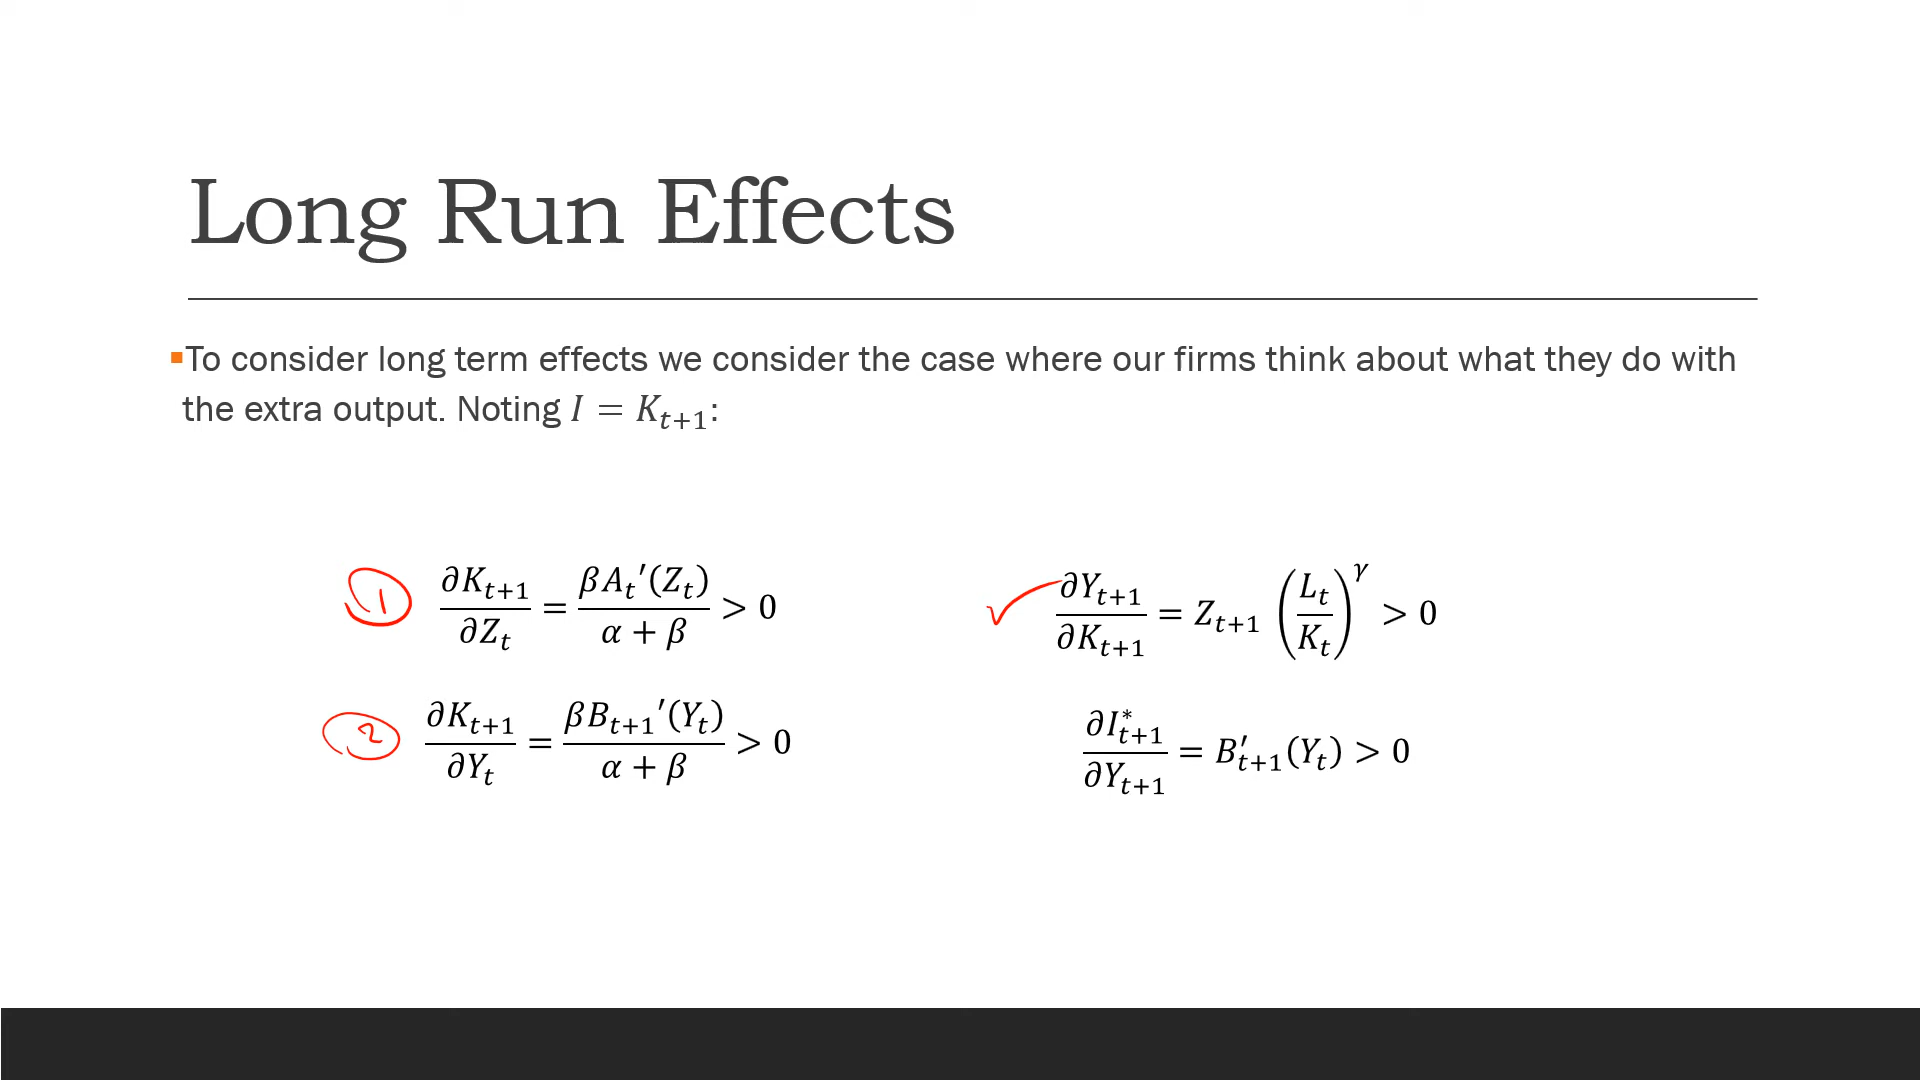 Long Run Effects
▪To consider long term effects we consider the case where our firms think about what they do with
the extra output. Noting I = K_{t+1}:
1 ∂K_{t+1}/∂Z_t = βA_t′(Z_t)/(α + β) > 0
✓ ∂Y_{t+1}/∂K_{t+1} = Z_{t+1} (L_t/K_t)^γ > 0
2 ∂K_{t+1}/∂Y_t = βB_{t+1}′(Y_t)/(α + β) > 0
∂I*_{t+1}/∂Y_{t+1} = B′_{t+1}(Y_t) > 0